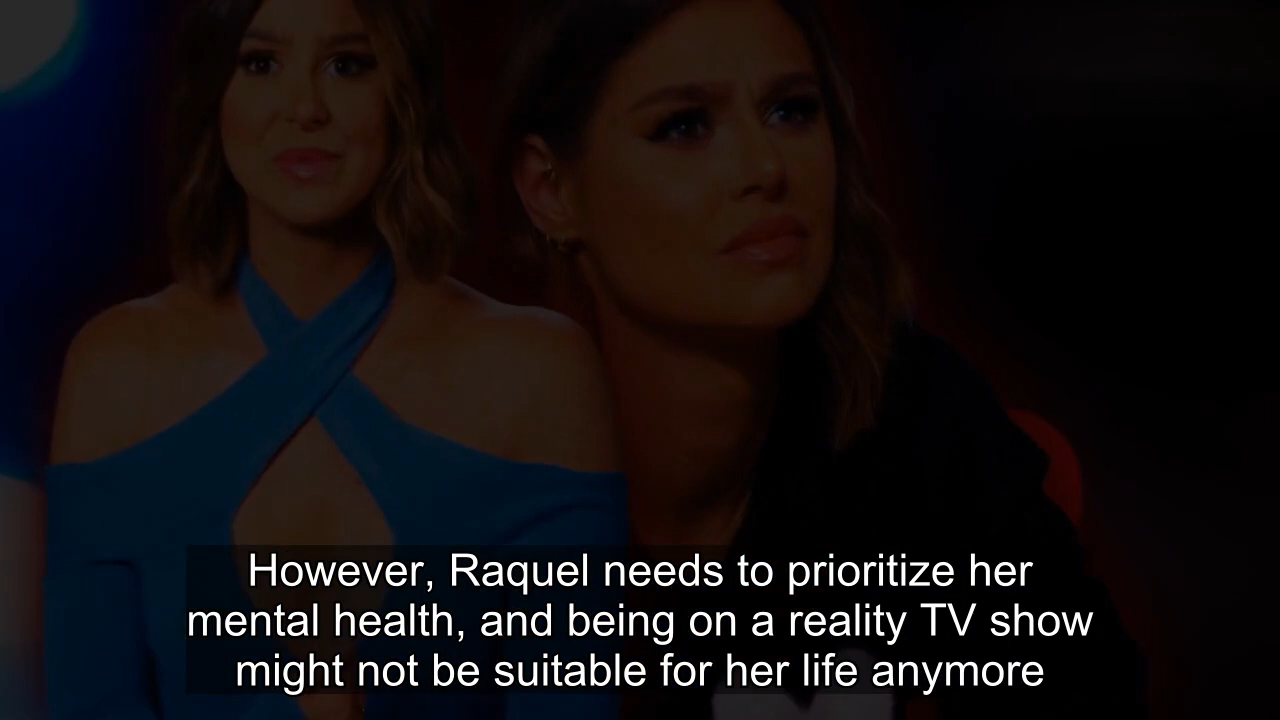 However, Raquel needs to prioritize her
mental health, and being on a reality TV show
might not be suitable for her life anymore